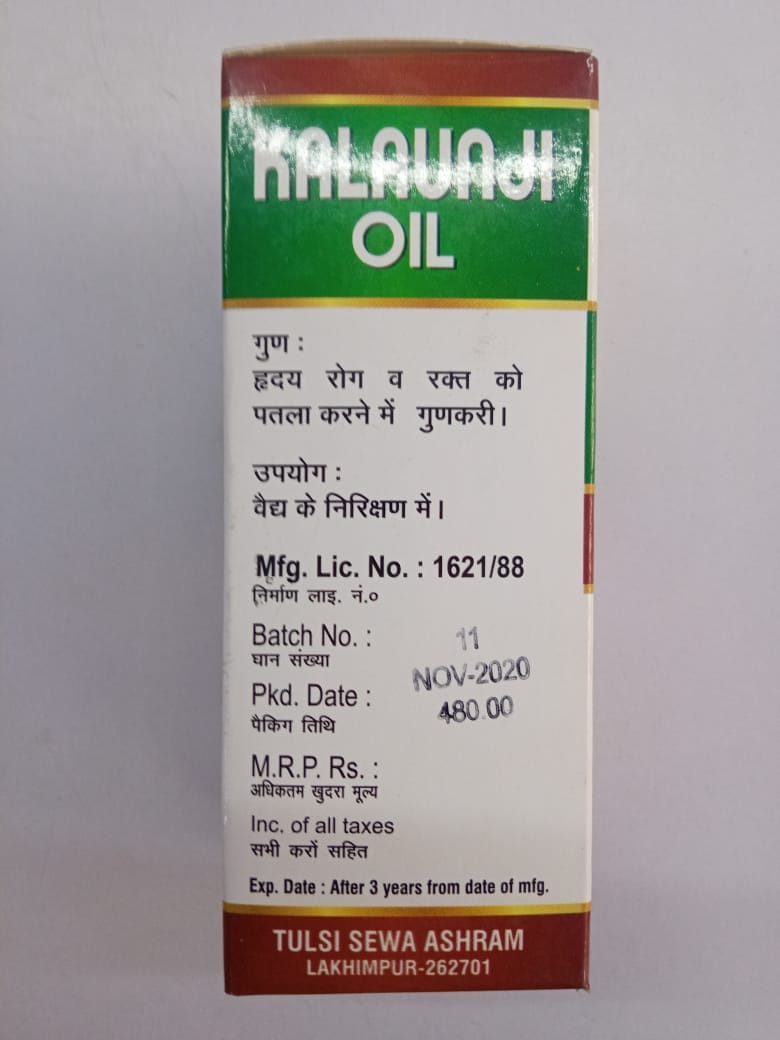 KALAUNJI
OIL
गुण :
हृदय रोग व रक्त को
पतला करने में गुणकरी।
उपयोग :
वैद्य के निरिक्षण में।
Mfg. Lic. No. : 1621/88
निर्माण लाइ. नं.०
Batch No. : 11
घान संख्या
NOV-2020
Pkd. Date :
480.00
पैकिग तिथि
M.R.P. Rs. :
अधिकतम खुदरा मूल्य
Inc. of all taxes
सभी करों सहित
Exp. Date : After 3 years from date of mfg.
TULSI SEWA ASHRAM
LAKHIMPUR-262701